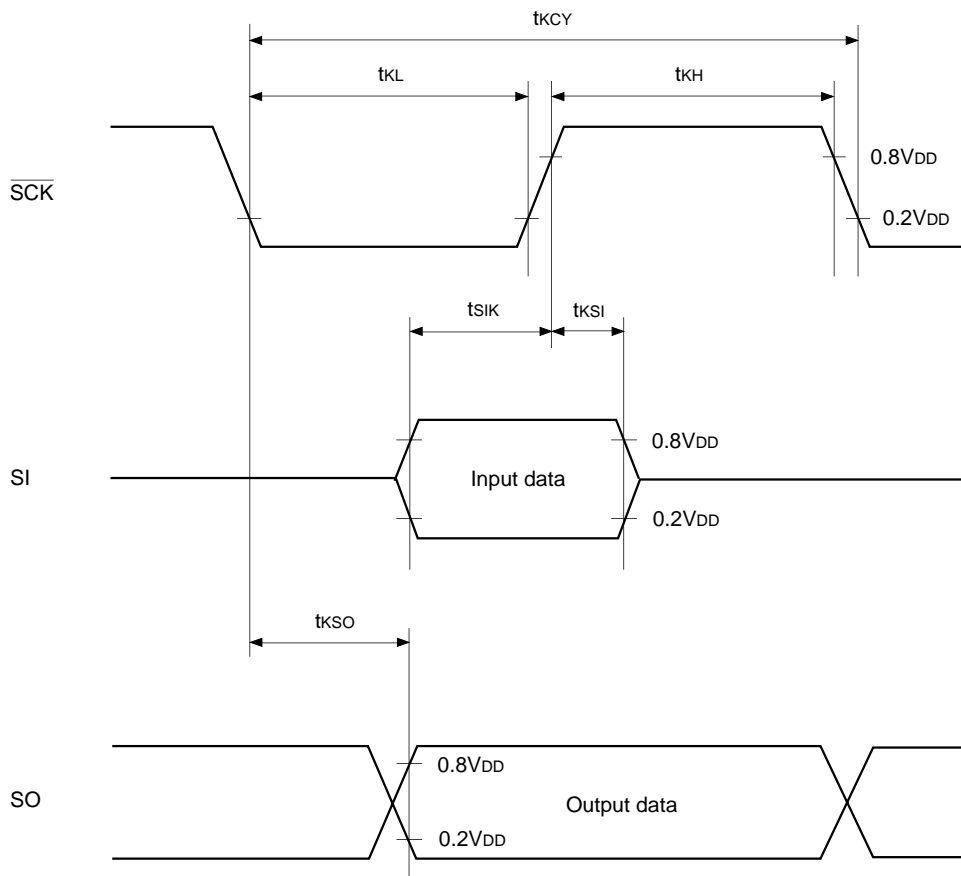 tKCY
tKL
tKH
SCK
0.8VDD
0.2VDD
tSIK
tKSI
SI
Input data
0.8VDD
0.2VDD
tKSO
SO
0.8VDD
Output data
0.2VDD